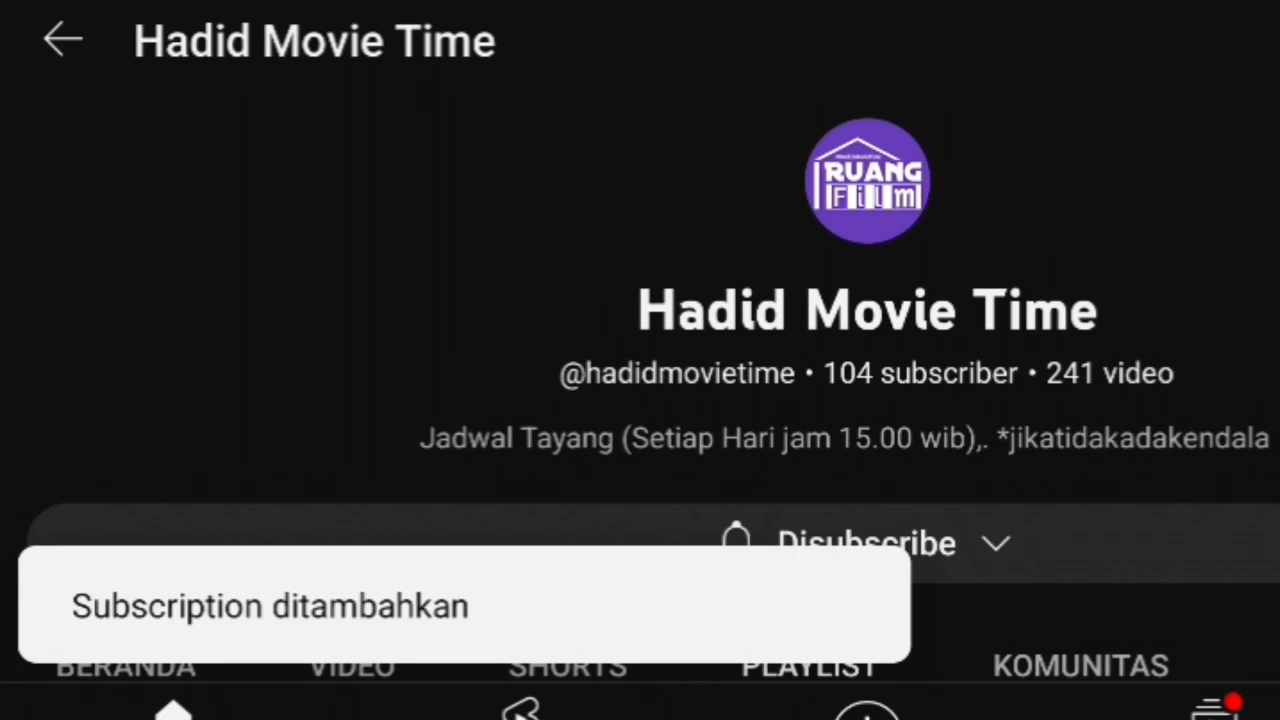 Hadid Movie Time
RUANG
Film
Hadid Movie Time
@hadidmovietime • 104 subscriber • 241 video
Jadwal Tayang (Setiap Hari jam 15.00 wib),. *jikatidakadakendala
Disubscribe
Subscription ditambahkan
BERANDA VIDEO SHORTS PLAYLIST KOMUNITAS